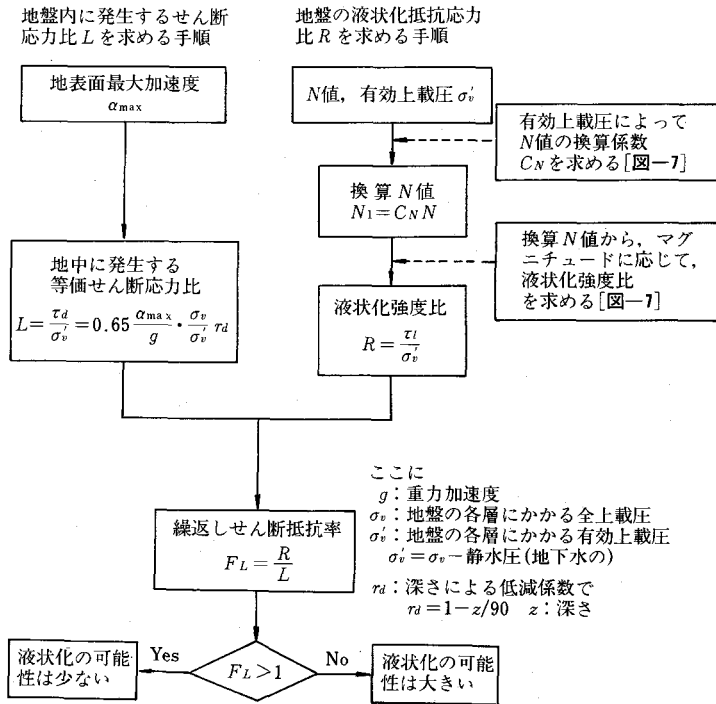 地盤内に発生するせん断
応力比Lを求める手順
地表面最大加速度
αmax
地中に発生する
等価せん断応力比
L=τd/σv'=0.65 αmax/g・σv/σv' rd
地盤の液状化抵抗応力
比Rを求める手順
N値,有効上載圧σv'
有効上載圧によって
N値の換算係数
CNを求める[図―7]
換算N値
N1=CNN
換算N値から,マグ
ニチュードに応じて,
液状化強度比
を求める[図―7]
液状化強度比
R=τl/σv'
繰返しせん断抵抗率
FL=R/L
ここに
g:重力加速度
σv:地盤の各層にかかる全上載圧
σv':地盤の各層にかかる有効上載圧
σv'=σv−静水圧(地下水の)
rd:深さによる低減係数で
rd=1−z/90 z:深さ
FL>1
Yes
No
液状化の可能
性は少ない
液状化の可能
性は大きい